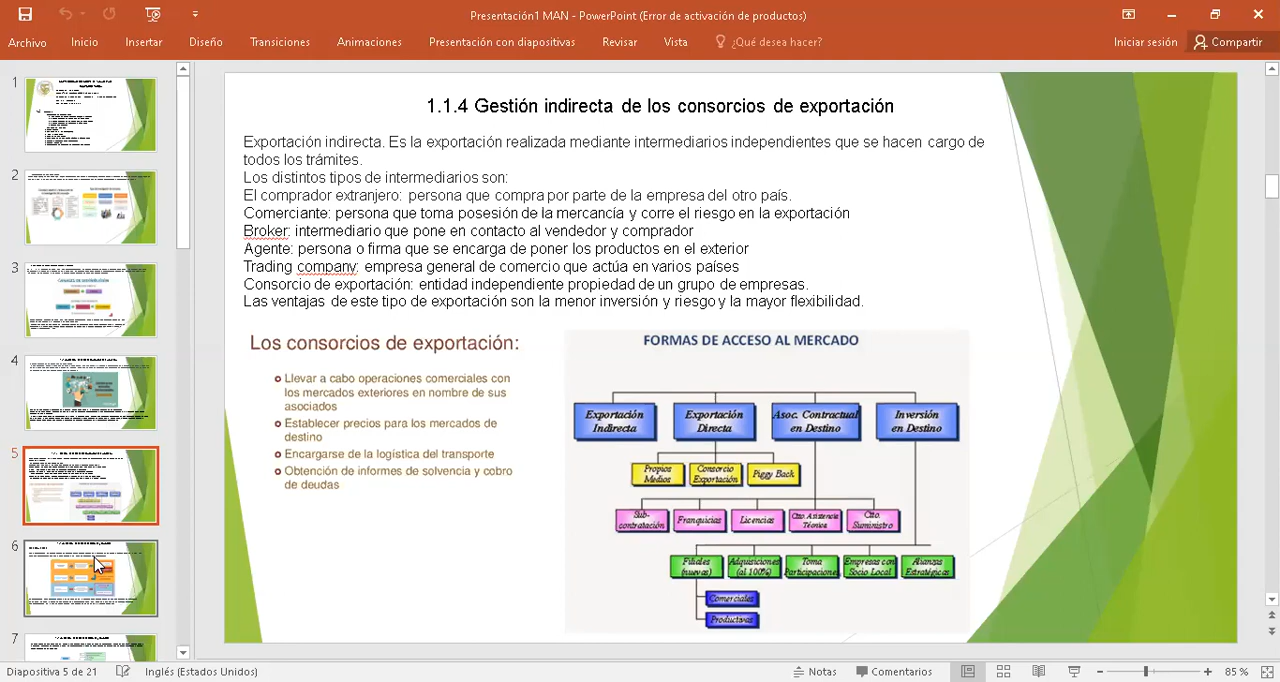 Presentación1 MAN - PowerPoint (Error de activación de productos)
Archivo Inicio Insertar Diseño Transiciones Animaciones Presentación con diapositivas Revisar Vista ¿Qué desea hacer? Iniciar sesión Compartir
1
2
3
4
5
6
7
1.1.4 Gestión indirecta de los consorcios de exportación
Exportación indirecta. Es la exportación realizada mediante intermediarios independientes que se hacen cargo de
todos los trámites.
Los distintos tipos de intermediarios son:
El comprador extranjero: persona que compra por parte de la empresa del otro país.
Comerciante: persona que toma posesión de la mercancía y corre el riesgo en la exportación
Broker: intermediario que pone en contacto al vendedor y comprador
Agente: persona o firma que se encarga de poner los productos en el exterior
Trading company: empresa general de comercio que actúa en varios países
Consorcio de exportación: entidad independiente propiedad de un grupo de empresas.
Las ventajas de este tipo de exportación son la menor inversión y riesgo y la mayor flexibilidad.
Los consorcios de exportación:
Llevar a cabo operaciones comerciales con
los mercados exteriores en nombre de sus
asociados
Establecer precios para los mercados de
destino
Encargarse de la logística del transporte
Obtención de informes de solvencia y cobro
de deudas
FORMAS DE ACCESO AL MERCADO
Exportación Indirecta
Exportación Directa
Asoc. Contractual en Destino
Inversión en Destino
Propios Medios
Consorcio Exportación
Piggy Back
Sub-contratación
Franquicias
Licencias
Cto. Asistencia Técnica
Cto. Suministro
Filiales (nuevas)
Adquisiciones (al 100%)
Toma Participaciones
Empresas con Socio Local
Alianzas Estratégicas
Comerciales
Productivas
Diapositiva 5 de 21 Inglés (Estados Unidos) Notas Comentarios 85 %